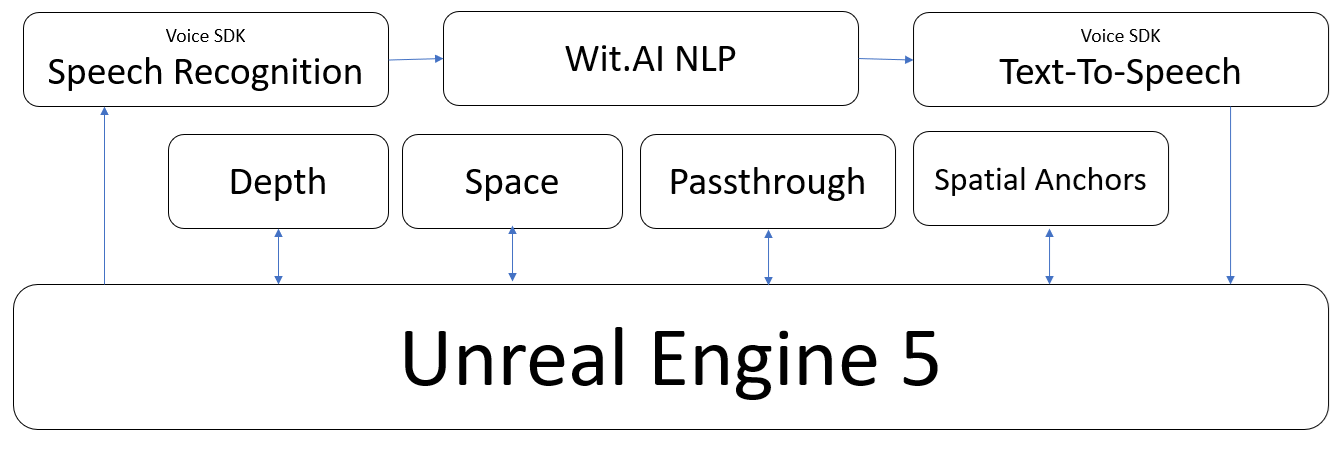 Voice SDK
Speech Recognition
Wit.AI NLP
Voice SDK
Text-To-Speech
Depth
Space
Passthrough
Spatial Anchors
Unreal Engine 5